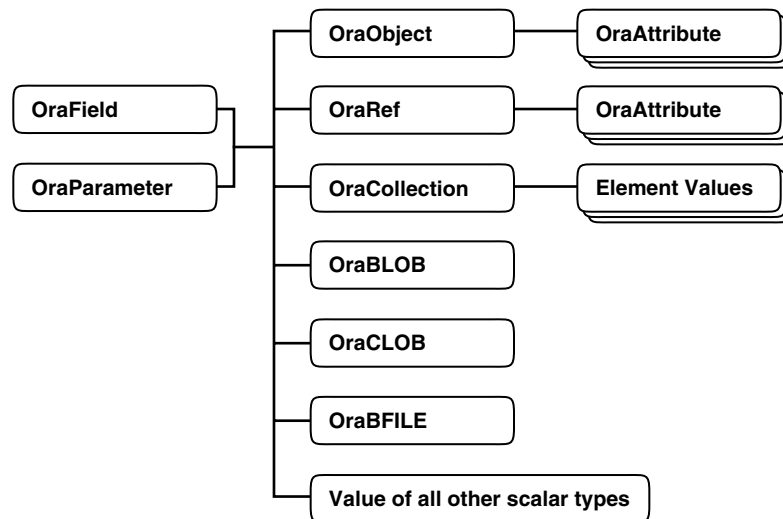 OraField
OraParameter
OraObject
OraAttribute
OraRef
OraAttribute
OraCollection
Element Values
OraBLOB
OraCLOB
OraBFILE
Value of all other scalar types